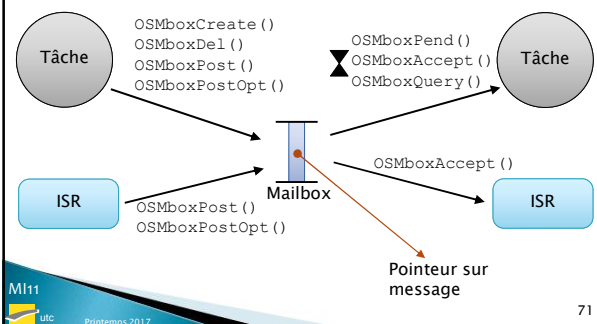 Tâche
OSMboxCreate()
OSMboxDel()
OSMboxPost()
OSMboxPostOpt()
OSMboxPend()
OSMboxAccept()
OSMboxQuery()
Tâche
OSMboxAccept()
ISR
OSMboxPost()
OSMboxPostOpt()
Mailbox
ISR
Pointeur sur
message
MI11
utc
Printemps 2017
71